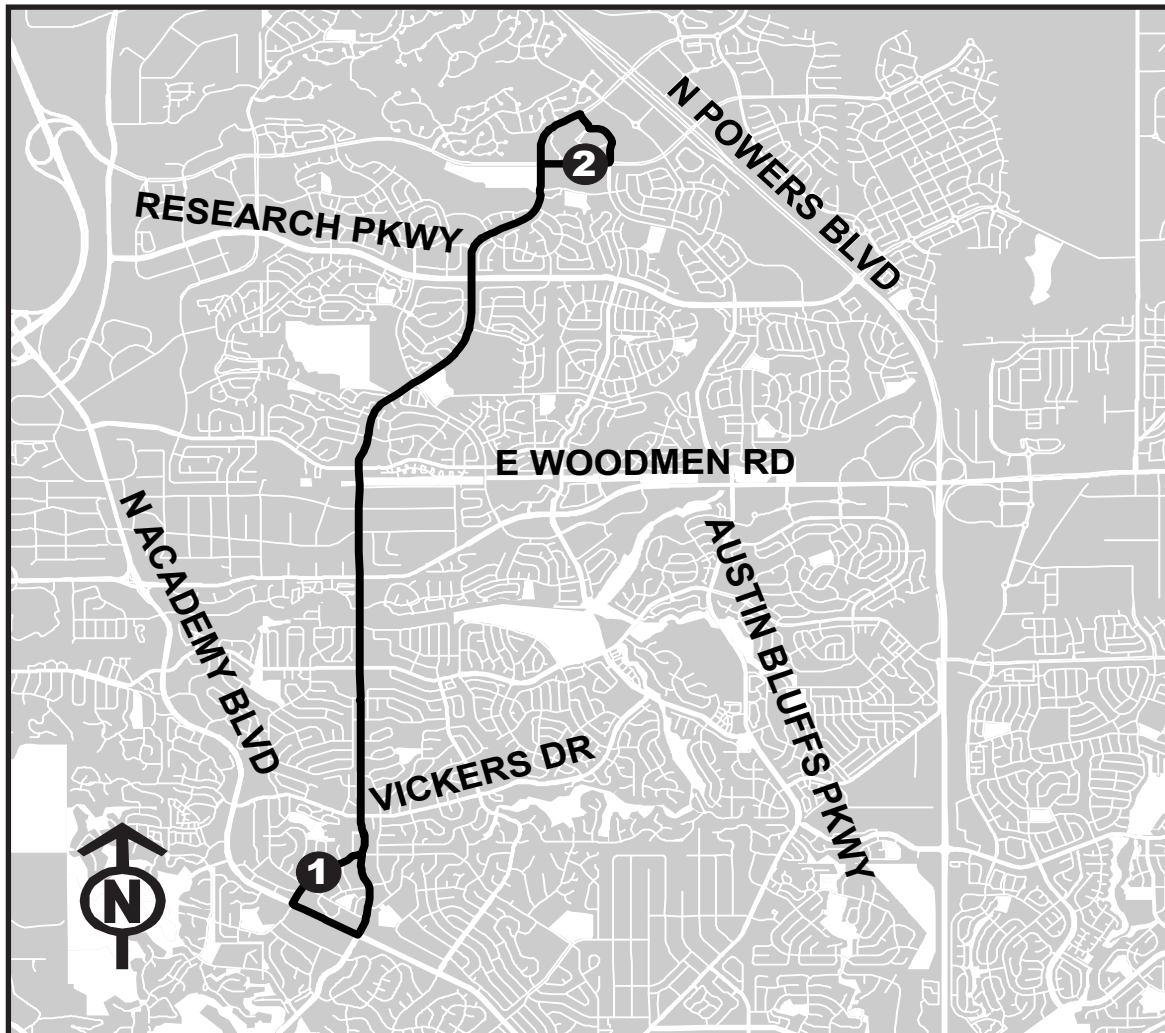 N POWERS BLVD
2
RESEARCH PKWY
E WOODMEN RD
N ACADEMY BLVD
AUSTIN BLUFFS PKWY
VICKERS DR
1
N